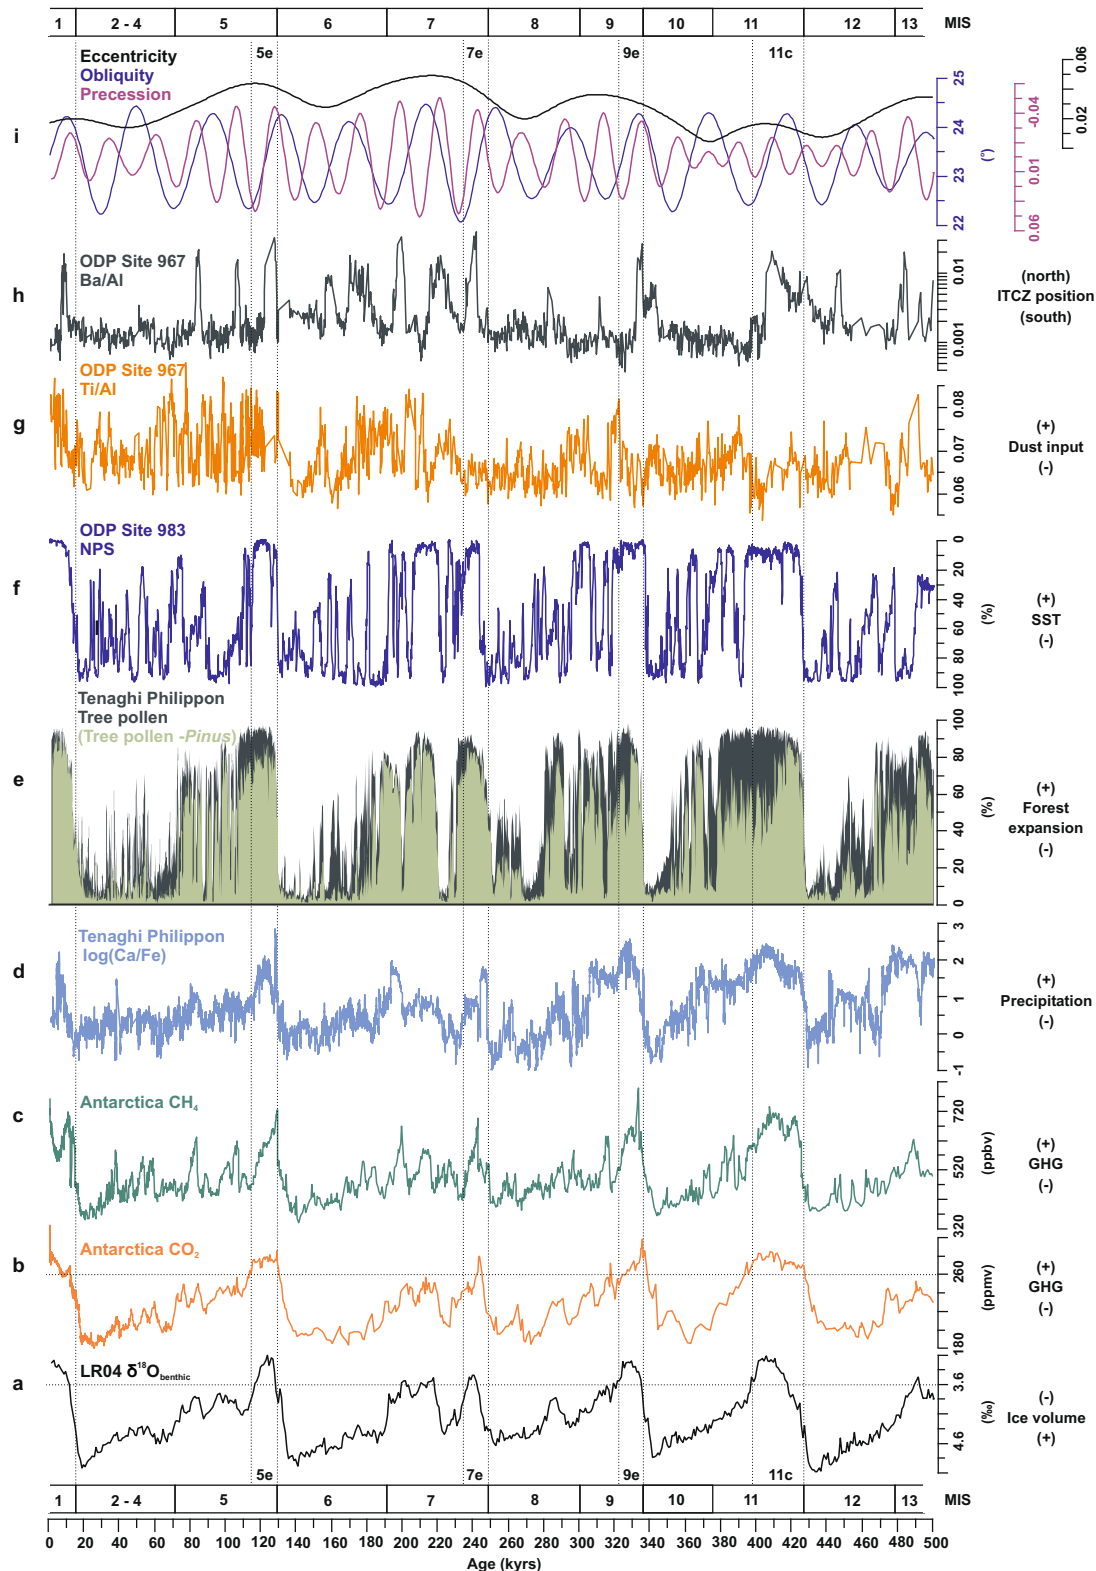 1 2 - 4 5 6 7 8 9 10 11 12 13 MIS
5e 7e 9e 11c
Eccentricity
Obliquity
Precession
i
25
24
23
22
(°)
-0.04
0.01
0.06
0.06
0.02
h
ODP Site 967
Ba/Al
0.01
0.001
(north)
ITCZ position
(south)
g
ODP Site 967
Ti/Al
0.08
0.07
0.06
(+)
Dust input
(-)
f
ODP Site 983
NPS
0
20
40
60
80
100
(%)
(+)
SST
(-)
e
Tenaghi Philippon
Tree pollen
(Tree pollen -Pinus)
100
80
60
40
20
0
(%)
(+)
Forest
expansion
(-)
d
Tenaghi Philippon
log(Ca/Fe)
3
2
1
0
-1
(+)
Precipitation
(-)
c
Antarctica CH₄
720
520
320
(ppbv)
(+)
GHG
(-)
b
Antarctica CO₂
260
180
(ppmv)
(+)
GHG
(-)
a
LR04 δ¹⁸Obenthic
3.6
4.6
(‰)
(-)
Ice volume
(+)
5e 7e 9e 11c
1 2 - 4 5 6 7 8 9 10 11 12 13 MIS
0 20 40 60 80 100 120 140 160 180 200 220 240 260 280 300 320 340 360 380 400 420 440 460 480 500
Age (kyrs)